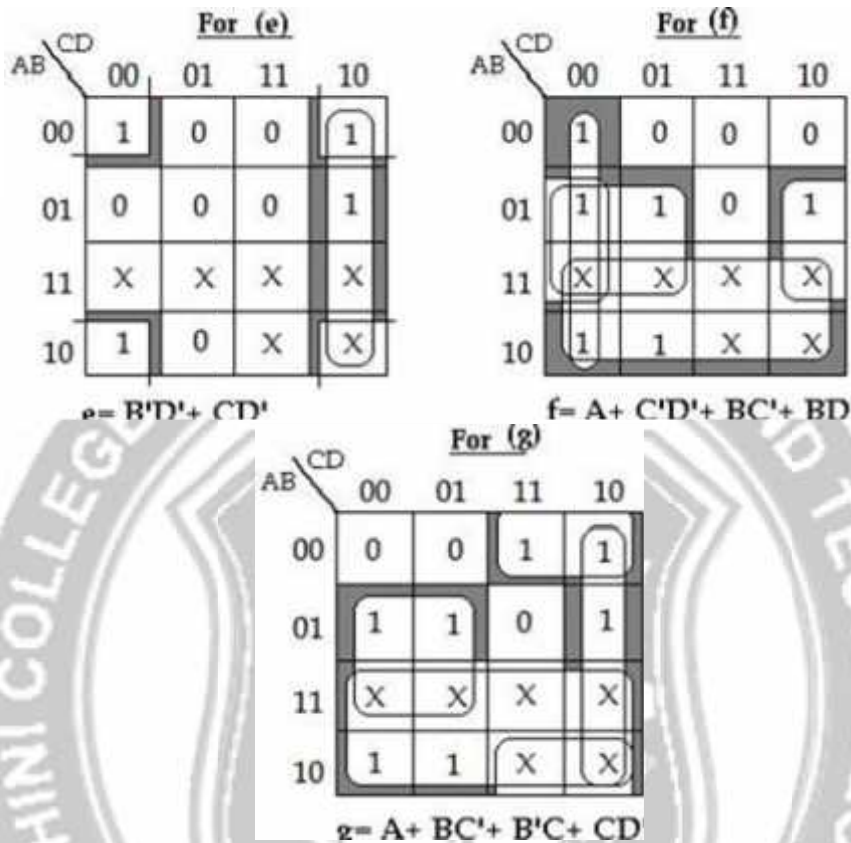 For (e)
CD
AB 00 01 11 10
00 1 0 0 1
01 0 0 0 1
11 X X X X
10 1 0 X X
e= B'D'+ CD'
For (f)
CD
AB 00 01 11 10
00 1 0 0 0
01 1 1 0 1
11 X X X X
10 1 1 X X
f= A+ C'D'+ BC'+ BD
For (g)
CD
AB 00 01 11 10
00 0 0 1 1
01 1 1 0 1
11 X X X X
10 1 1 X X
g= A+ BC'+ B'C+ CD